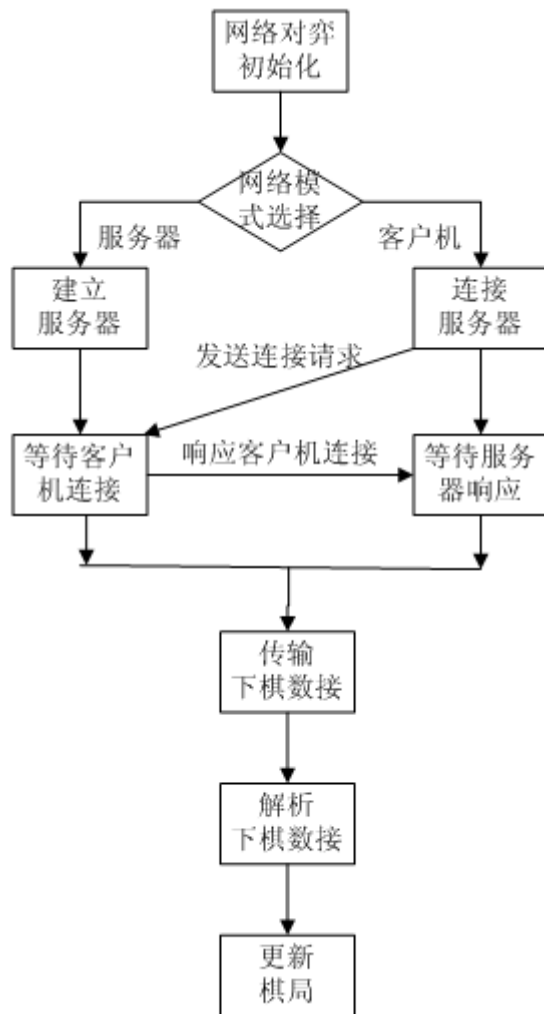 网络对弈
初始化
网络模
式选择
服务器
客户机
建立
服务器
连接
服务器
发送连接请求
等待客户
机连接
响应客户机连接
等待服务
器响应
传输
下棋数接
解析
下棋数接
更新
棋局